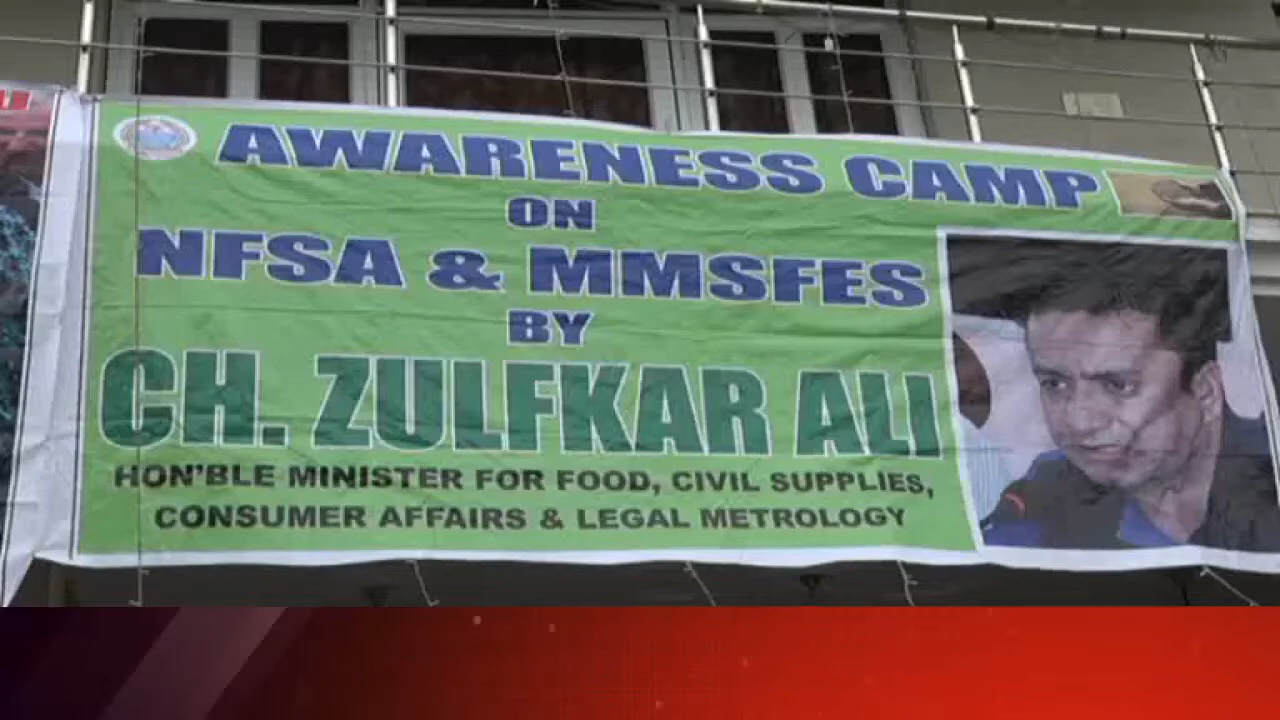 AWARENESS CAMP
ON
NFSA & MMSFES
BY
CH. ZULFKAR ALI
HON'BLE MINISTER FOR FOOD, CIVIL SUPPLIES,
CONSUMER AFFAIRS & LEGAL METROLOGY